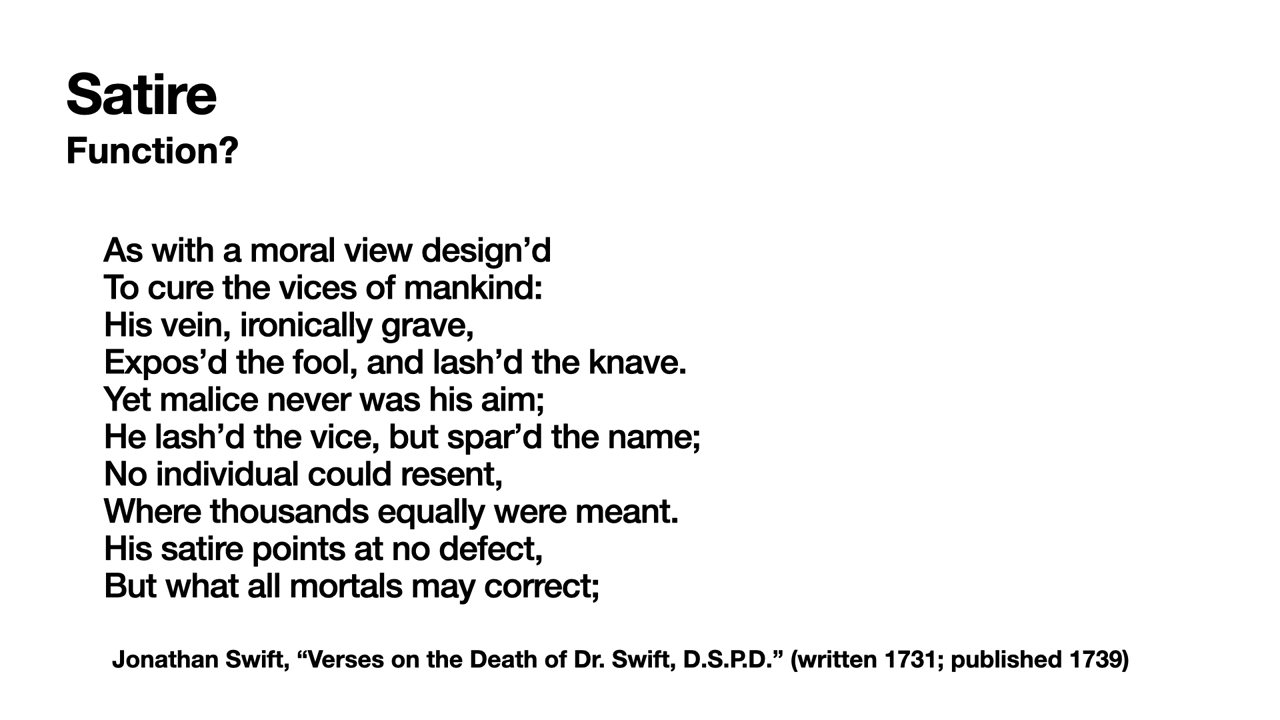 Satire
Function?
As with a moral view design’d
To cure the vices of mankind:
His vein, ironically grave,
Expos’d the fool, and lash’d the knave.
Yet malice never was his aim;
He lash’d the vice, but spar’d the name;
No individual could resent,
Where thousands equally were meant.
His satire points at no defect,
But what all mortals may correct;
Jonathan Swift, “Verses on the Death of Dr. Swift, D.S.P.D.” (written 1731; published 1739)